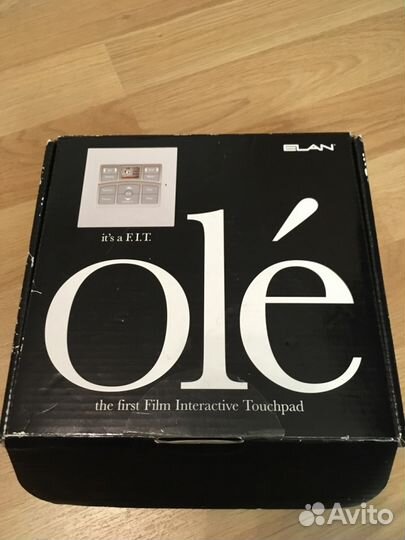 ELAN
it's a F.I.T.
olé
the first Film Interactive Touchpad
Avito